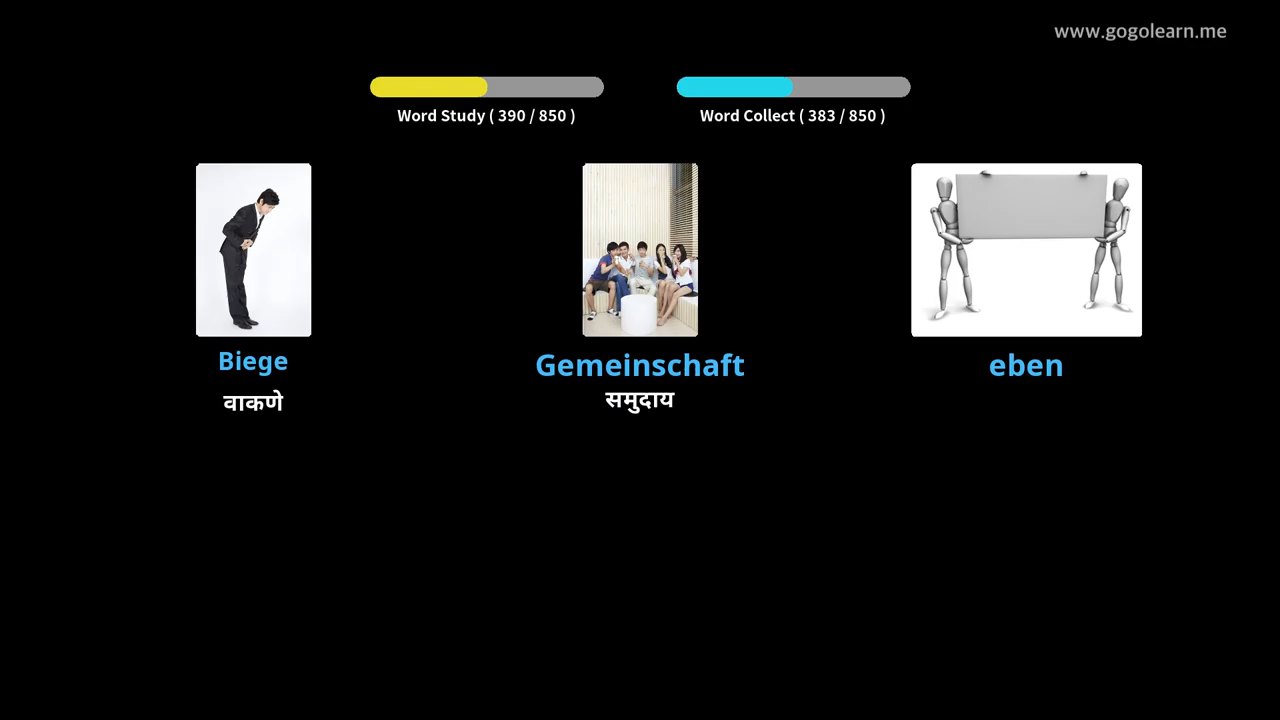 www.gogolearn.me
Word Study ( 390 / 850 )
Word Collect ( 383 / 850 )
Biege
Gemeinschaft
eben
वाकणे
समुदाय